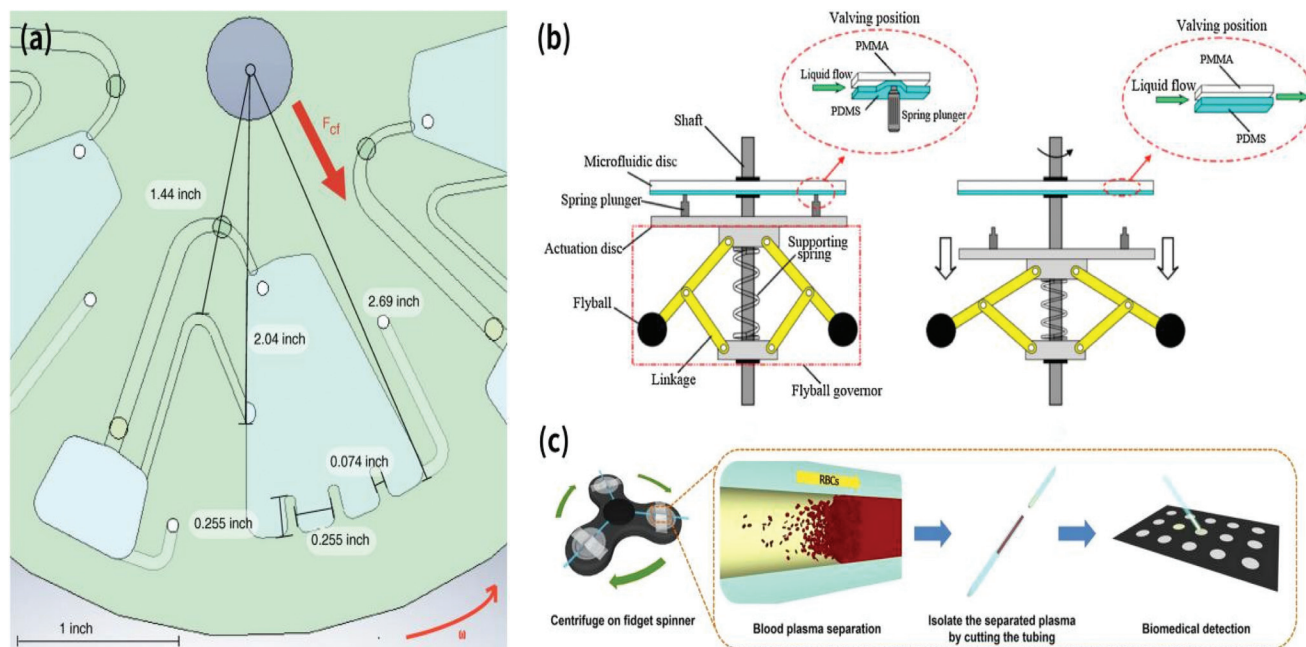 (a)
F_cf
1.44 inch
2.69 inch
2.04 inch
0.074 inch
0.255 inch
0.255 inch
1 inch
ω
(b)
Valving position
PMMA
Liquid flow
PDMS
Spring plunger
Valving position
PMMA
Liquid flow
PDMS
Shaft
Microfluidic disc
Spring plunger
Actuation disc
Supporting
spring
Flyball
Linkage
Flyball governor
(c)
RBCs
Centrifuge on fidget spinner
Blood plasma separation
Isolate the separated plasma
by cutting the tubing
Biomedical detection